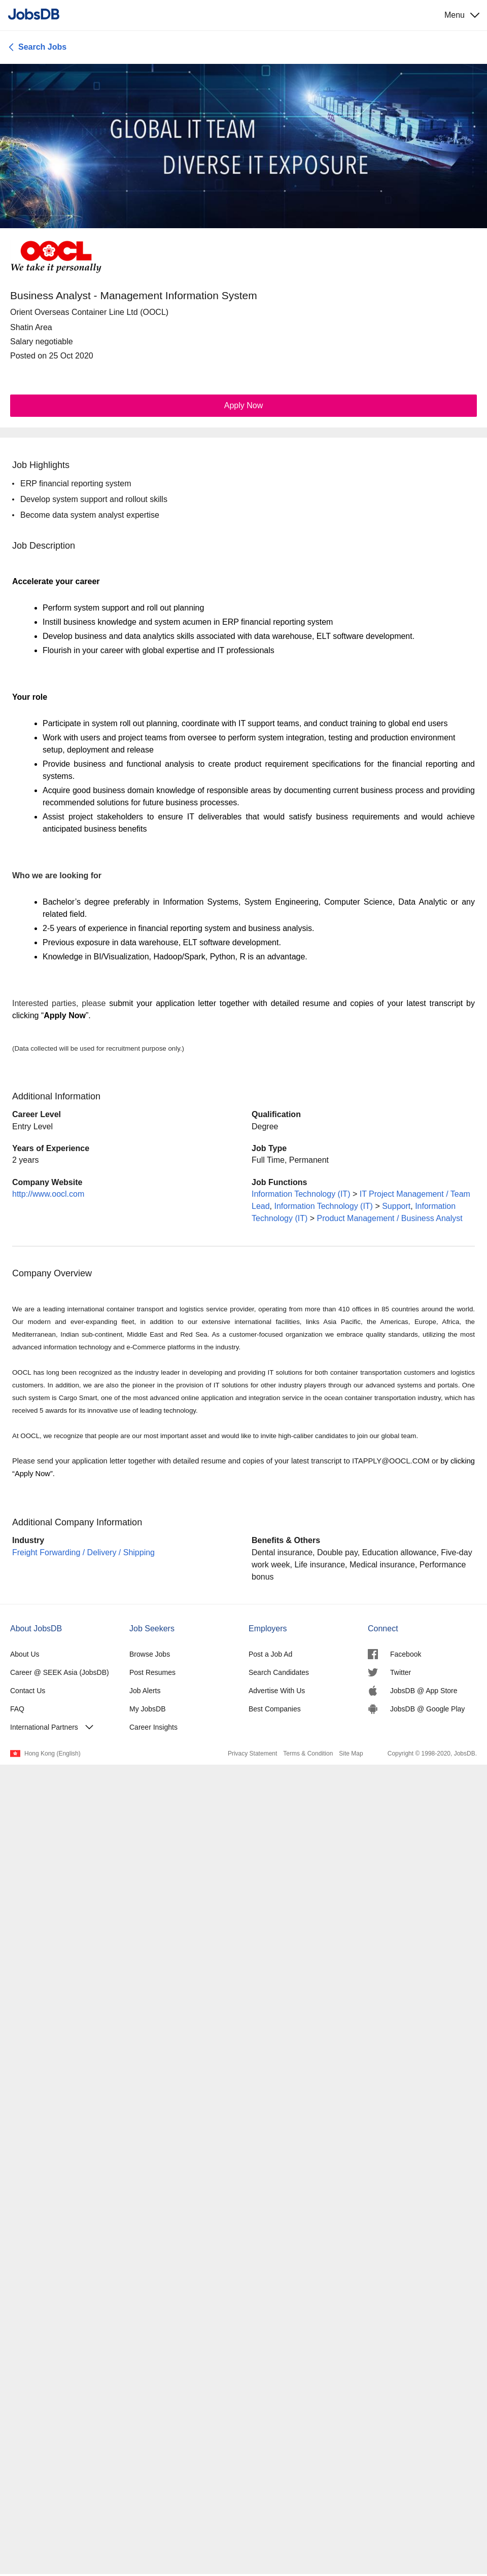 JobsDB
Menu
Search Jobs
GLOBAL IT TEAM
DIVERSE IT EXPOSURE
OOCL
We take it personally
Business Analyst - Management Information System
Orient Overseas Container Line Ltd (OOCL)
Shatin Area
Salary negotiable
Posted on 25 Oct 2020
Apply Now
Job Highlights
• ERP financial reporting system
• Develop system support and rollout skills
• Become data system analyst expertise
Job Description
Accelerate your career
• Perform system support and roll out planning
• Instill business knowledge and system acumen in ERP financial reporting system
• Develop business and data analytics skills associated with data warehouse, ELT software development.
• Flourish in your career with global expertise and IT professionals
Your role
• Participate in system roll out planning, coordinate with IT support teams, and conduct training to global end users
• Work with users and project teams from oversee to perform system integration, testing and production environment
setup, deployment and release
• Provide business and functional analysis to create product requirement specifications for the financial reporting and
systems.
• Acquire good business domain knowledge of responsible areas by documenting current business process and providing
recommended solutions for future business processes.
• Assist project stakeholders to ensure IT deliverables that would satisfy business requirements and would achieve
anticipated business benefits
Who we are looking for
• Bachelor’s degree preferably in Information Systems, System Engineering, Computer Science, Data Analytic or any
related field.
• 2-5 years of experience in financial reporting system and business analysis.
• Previous exposure in data warehouse, ELT software development.
• Knowledge in BI/Visualization, Hadoop/Spark, Python, R is an advantage.
Interested parties, please submit your application letter together with detailed resume and copies of your latest transcript by
clicking “Apply Now”.
(Data collected will be used for recruitment purpose only.)
Additional Information
Career Level
Entry Level
Qualification
Degree
Years of Experience
2 years
Job Type
Full Time, Permanent
Company Website
http://www.oocl.com
Job Functions
Information Technology (IT) > IT Project Management / Team
Lead, Information Technology (IT) > Support, Information
Technology (IT) > Product Management / Business Analyst
Company Overview
We are a leading international container transport and logistics service provider, operating from more than 410 offices in 85 countries around the world.
Our modern and ever-expanding fleet, in addition to our extensive international facilities, links Asia Pacific, the Americas, Europe, Africa, the
Mediterranean, Indian sub-continent, Middle East and Red Sea. As a customer-focused organization we embrace quality standards, utilizing the most
advanced information technology and e-Commerce platforms in the industry.
OOCL has long been recognized as the industry leader in developing and providing IT solutions for both container transportation customers and logistics
customers. In addition, we are also the pioneer in the provision of IT solutions for other industry players through our advanced systems and portals. One
such system is Cargo Smart, one of the most advanced online application and integration service in the ocean container transportation industry, which has
received 5 awards for its innovative use of leading technology.
At OOCL, we recognize that people are our most important asset and would like to invite high-caliber candidates to join our global team.
Please send your application letter together with detailed resume and copies of your latest transcript to ITAPPLY@OOCL.COM or by clicking
“Apply Now”.
Additional Company Information
Industry
Freight Forwarding / Delivery / Shipping
Benefits & Others
Dental insurance, Double pay, Education allowance, Five-day
work week, Life insurance, Medical insurance, Performance
bonus
About JobsDB
About Us
Career @ SEEK Asia (JobsDB)
Contact Us
FAQ
International Partners
Job Seekers
Browse Jobs
Post Resumes
Job Alerts
My JobsDB
Career Insights
Employers
Post a Job Ad
Search Candidates
Advertise With Us
Best Companies
Connect
Facebook
Twitter
JobsDB @ App Store
JobsDB @ Google Play
Hong Kong (English)
Privacy Statement Terms & Condition Site Map
Copyright © 1998-2020, JobsDB.